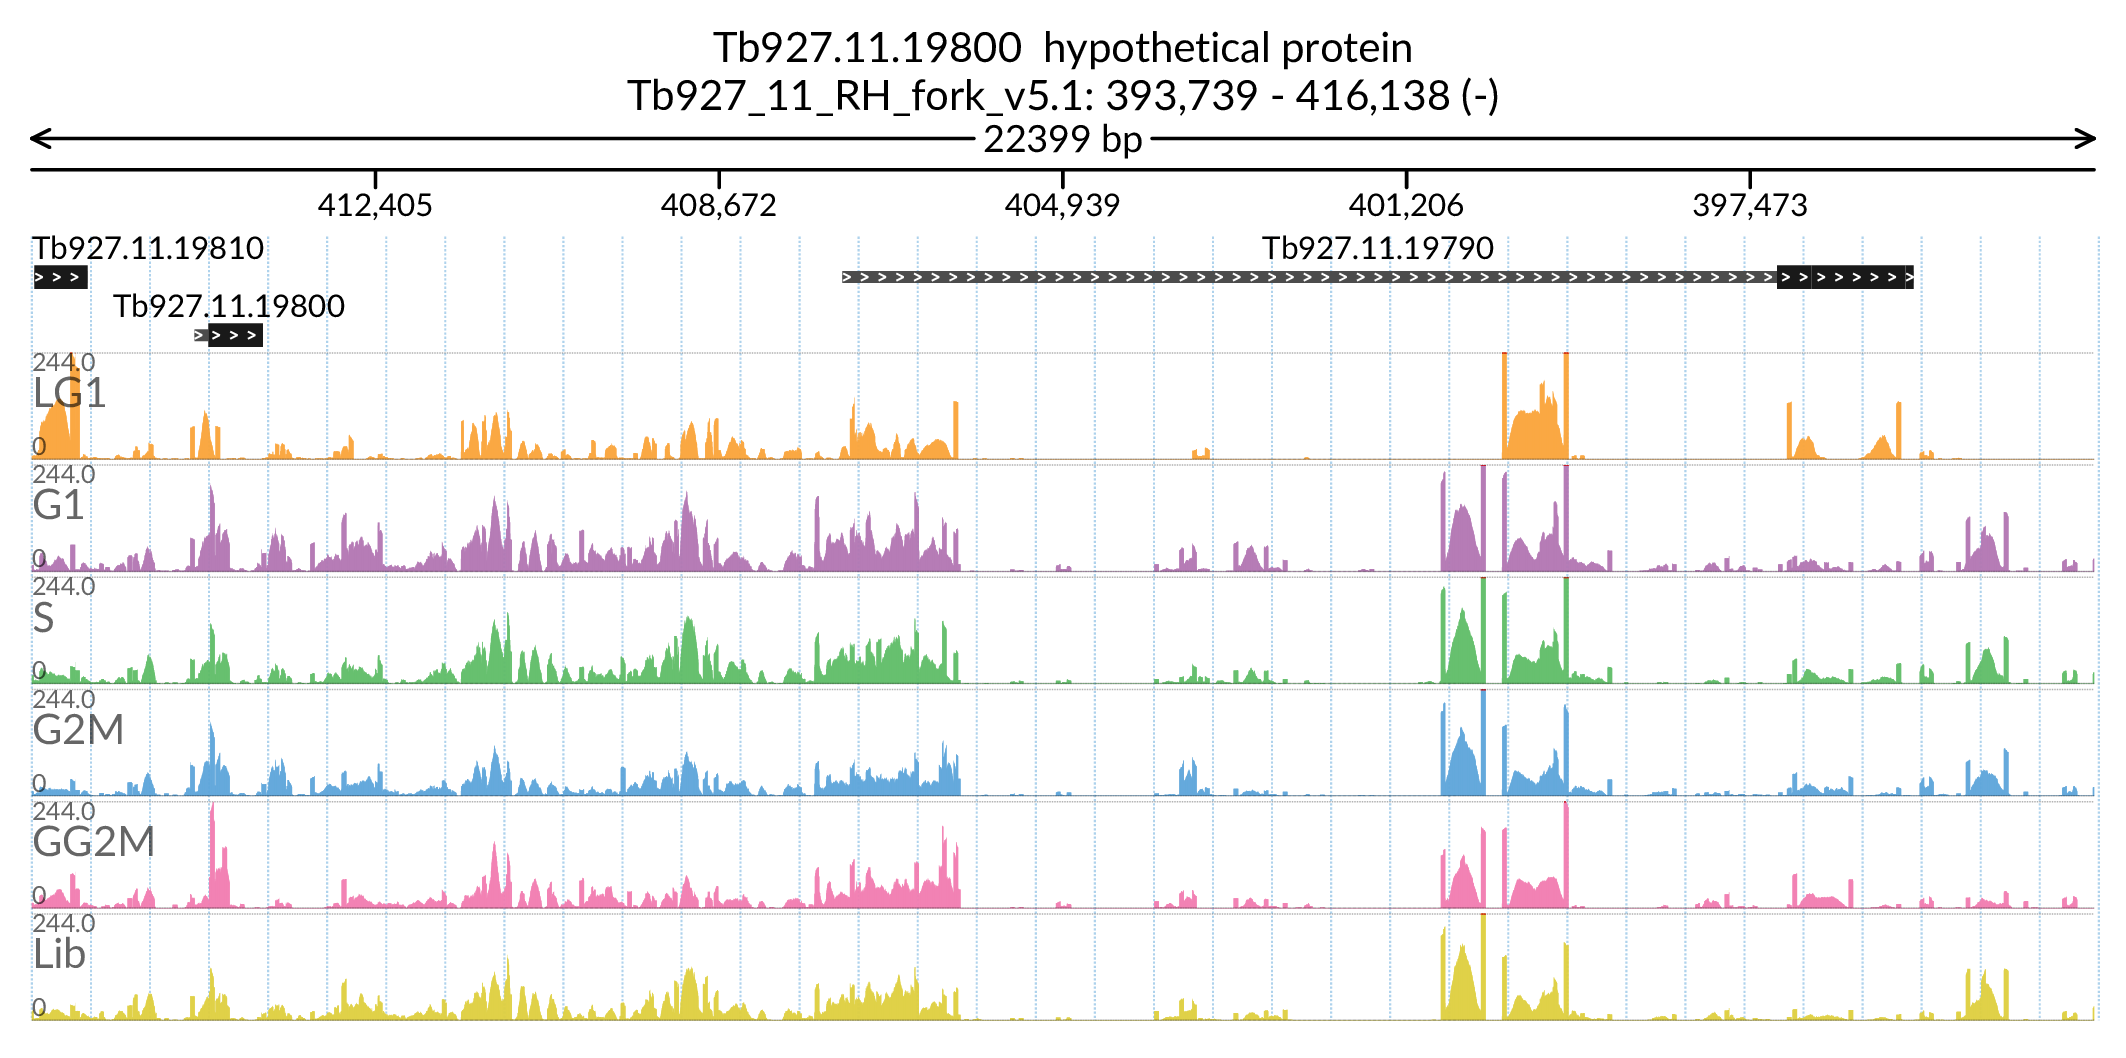 Tb927.11.19800 hypothetical protein
Tb927_11_RH_fork_v5.1: 393,739 - 416,138 (-)
22399 bp
412,405 408,672 404,939 401,206 397,473
Tb927.11.19810 Tb927.11.19790
Tb927.11.19800
244.0
LG1
0
244.0
G1
0
244.0
S
0
244.0
G2M
0
244.0
GG2M
0
244.0
Lib
0